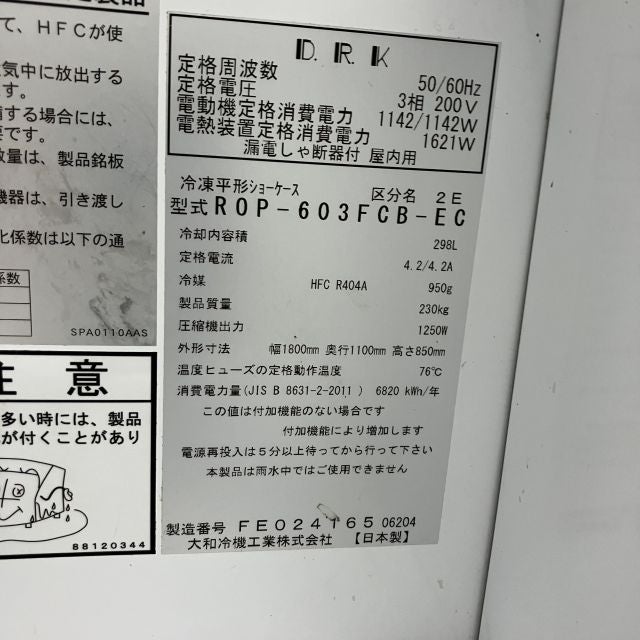 て、HFCが使
気中に放出する
す。
する場合には、
要です。
数量は、製品銘板
機器は、引き渡し
化係数は以下の通
係数
SPA0110AAS
注 意
多い時には、製品
が付くことがあり
88120344
D.R.K
定格周波数 50/60Hz
定格電圧 3相 200V
電動機定格消費電力 1142/1142W
電熱装置定格消費電力 1621W
漏電しゃ断器付 屋内用
冷凍平形ショーケース 区分名 2E
型式 ROP-603FCB-EC
冷却内容積 298L
定格電流 4.2/4.2A
冷媒 HFC R404A 950g
製品質量 230kg
圧縮機出力 1250W
外形寸法 幅1800mm 奥行1100mm 高さ850mm
温度ヒューズの定格動作温度 76℃
消費電力量(JIS B 8631-2-2011) 6820 kWh/年
この値は付加機能のない場合です
付加機能により増加します
電源再投入は5分以上待ってから行って下さい
本製品は雨水中ではご使用できません
製造番号 FE024165 06204
大和冷機工業株式会社 【日本製】